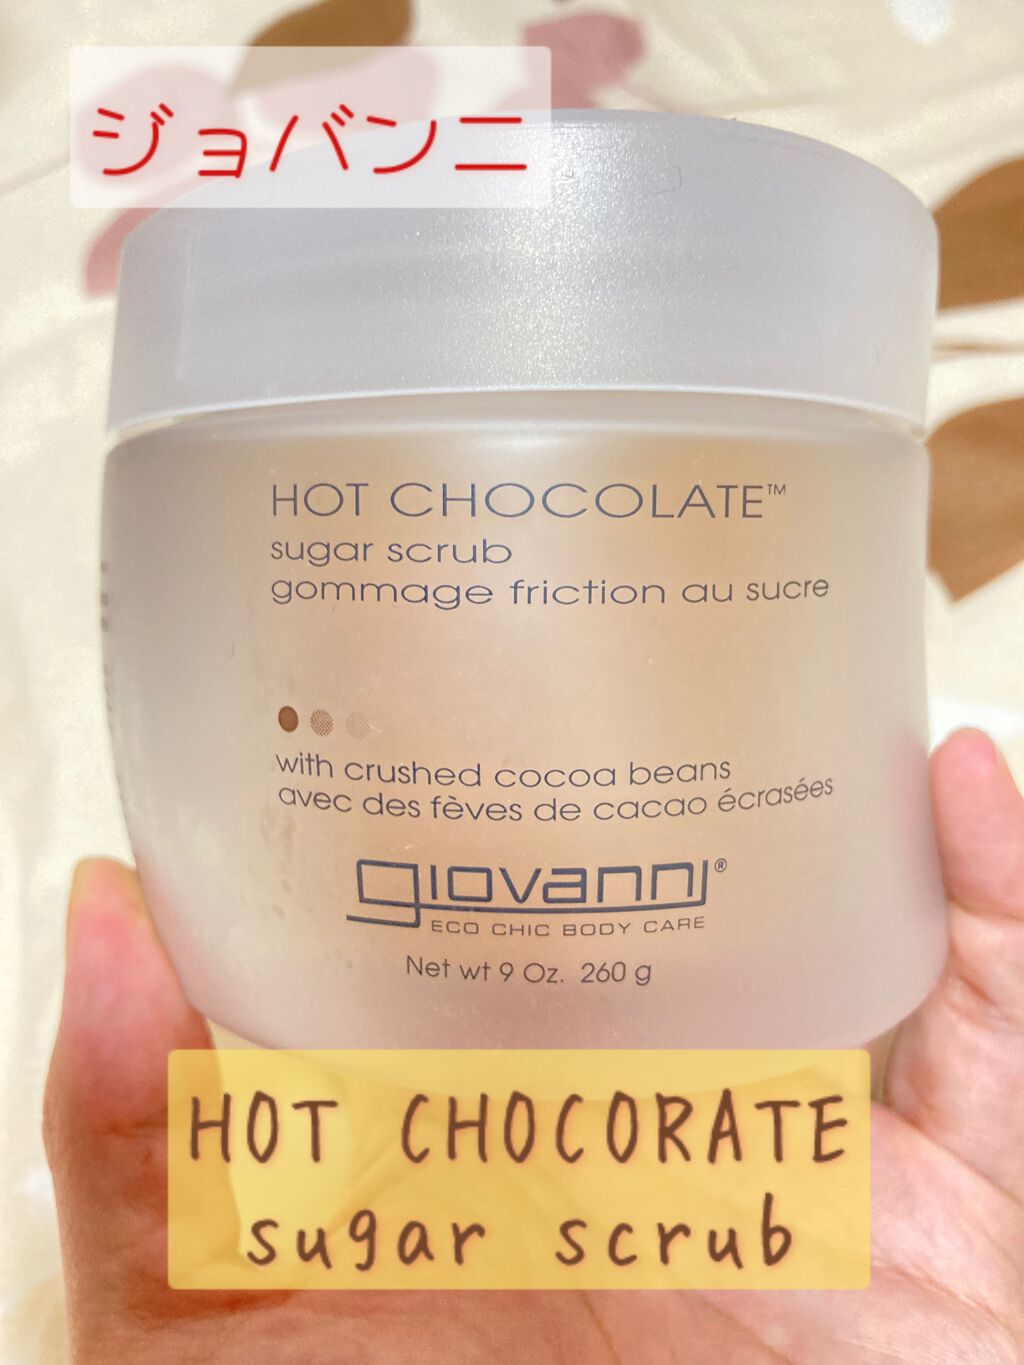 ジョバンニ
HOT CHOCOLATE™
sugar scrub
gommage friction au sucre
with crushed cocoa beans
avec des fèves de cacao écrasées
giovanni®
ECO CHIC BODY CARE
Net wt 9 Oz. 260 g
HOT CHOCORATE
sugar scrub